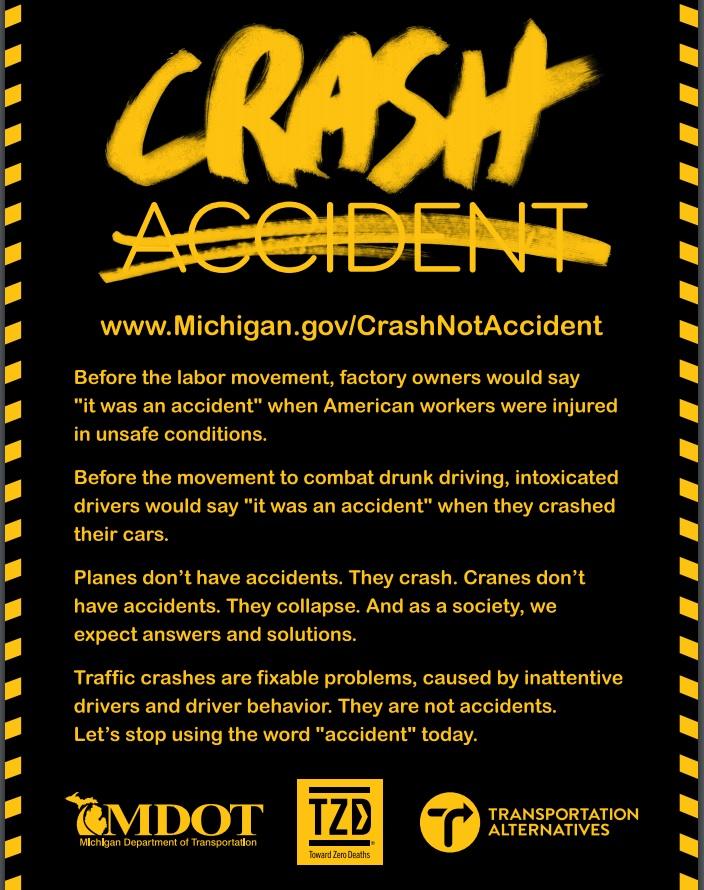 CRASH
ACCIDENT
www.Michigan.gov/CrashNotAccident
Before the labor movement, factory owners would say
"it was an accident" when American workers were injured
in unsafe conditions.
Before the movement to combat drunk driving, intoxicated
drivers would say "it was an accident" when they crashed
their cars.
Planes don’t have accidents. They crash. Cranes don’t
have accidents. They collapse. And as a society, we
expect answers and solutions.
Traffic crashes are fixable problems, caused by inattentive
drivers and driver behavior. They are not accidents.
Let’s stop using the word "accident" today.
MDOT
Michigan Department of Transportation
TZD
Toward Zero Deaths
TRANSPORTATION
ALTERNATIVES